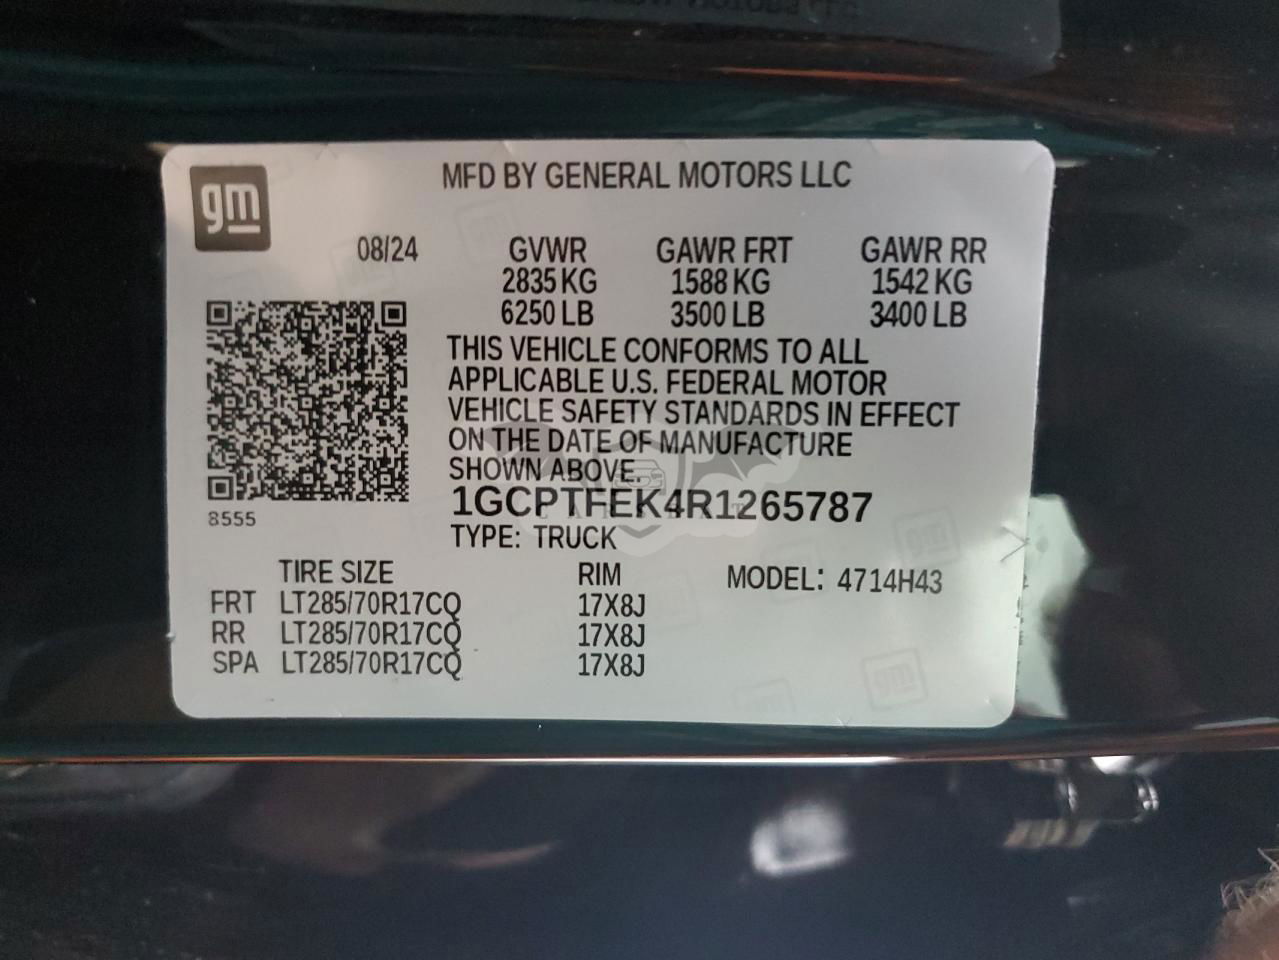 gm
MFD BY GENERAL MOTORS LLC
08/24 GVWR GAWR FRT GAWR RR
2835 KG 1588 KG 1542 KG
6250 LB 3500 LB 3400 LB
THIS VEHICLE CONFORMS TO ALL
APPLICABLE U.S. FEDERAL MOTOR
VEHICLE SAFETY STANDARDS IN EFFECT
ON THE DATE OF MANUFACTURE
SHOWN ABOVE.
1GCPTFEK4R1265787
8555
TYPE: TRUCK
TIRE SIZE RIM MODEL: 4714H43
FRT LT285/70R17CQ 17X8J
RR LT285/70R17CQ 17X8J
SPA LT285/70R17CQ 17X8J
gm